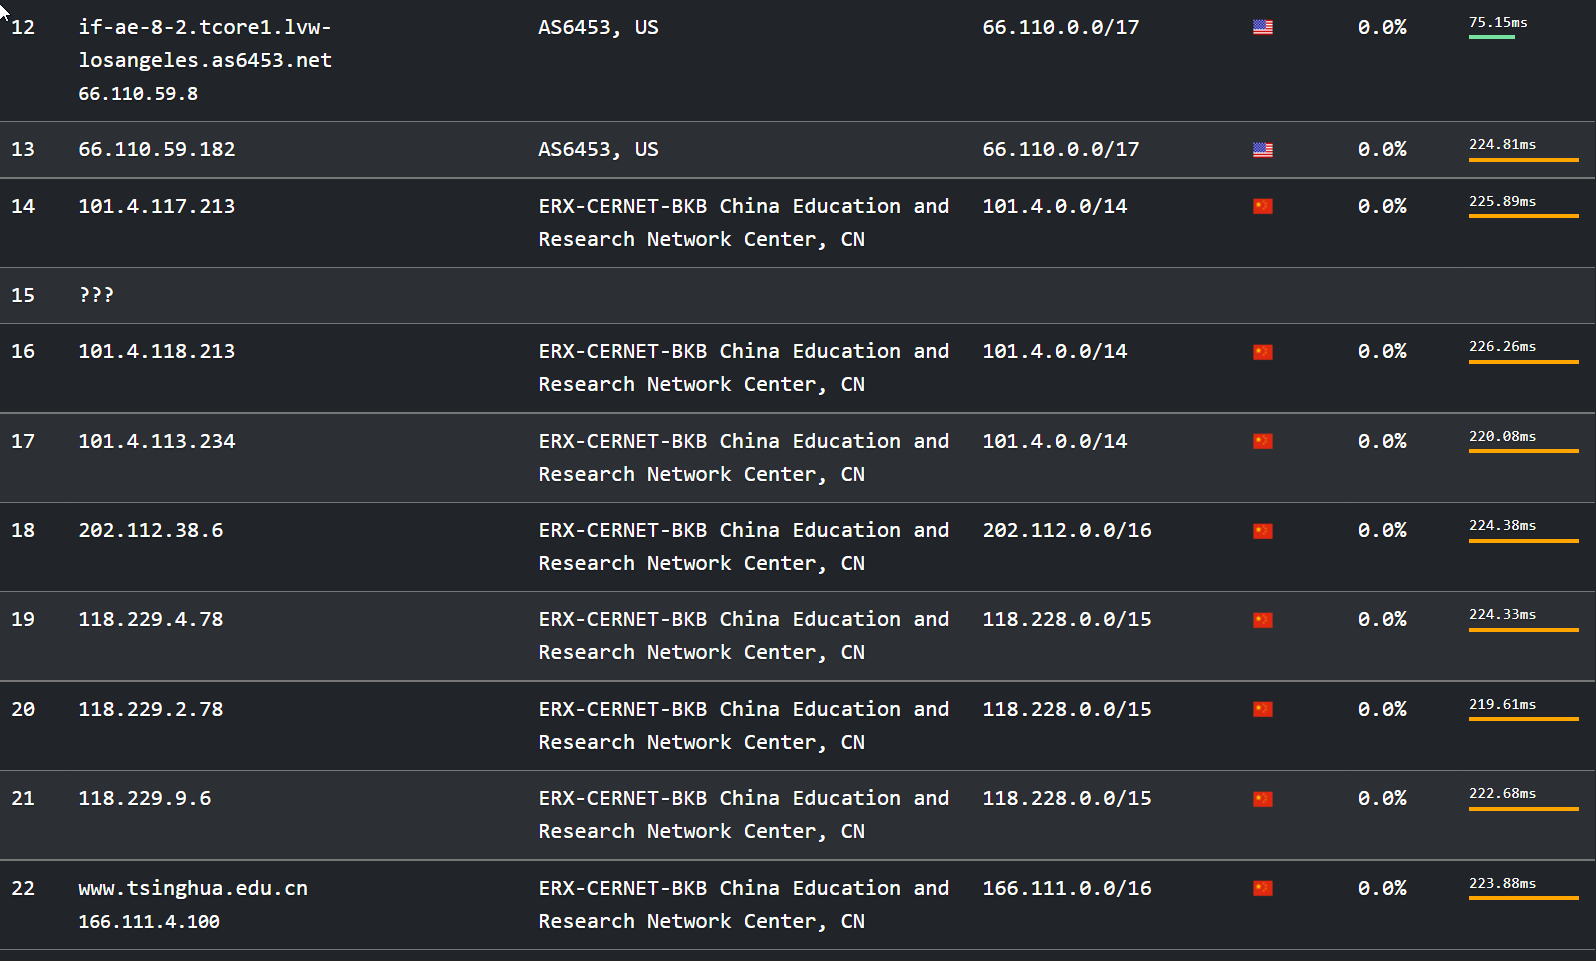 12 if-ae-8-2.tcore1.lvw- AS6453, US 66.110.0.0/17 0.0% 75.15ms
losangeles.as6453.net
66.110.59.8
13 66.110.59.182 AS6453, US 66.110.0.0/17 0.0% 224.81ms
14 101.4.117.213 ERX-CERNET-BKB China Education and 101.4.0.0/14 0.0% 225.89ms
Research Network Center, CN
15 ???
16 101.4.118.213 ERX-CERNET-BKB China Education and 101.4.0.0/14 0.0% 226.26ms
Research Network Center, CN
17 101.4.113.234 ERX-CERNET-BKB China Education and 101.4.0.0/14 0.0% 220.08ms
Research Network Center, CN
18 202.112.38.6 ERX-CERNET-BKB China Education and 202.112.0.0/16 0.0% 224.38ms
Research Network Center, CN
19 118.229.4.78 ERX-CERNET-BKB China Education and 118.228.0.0/15 0.0% 224.33ms
Research Network Center, CN
20 118.229.2.78 ERX-CERNET-BKB China Education and 118.228.0.0/15 0.0% 219.61ms
Research Network Center, CN
21 118.229.9.6 ERX-CERNET-BKB China Education and 118.228.0.0/15 0.0% 222.68ms
Research Network Center, CN
22 www.tsinghua.edu.cn ERX-CERNET-BKB China Education and 166.111.0.0/16 0.0% 223.88ms
166.111.4.100 Research Network Center, CN